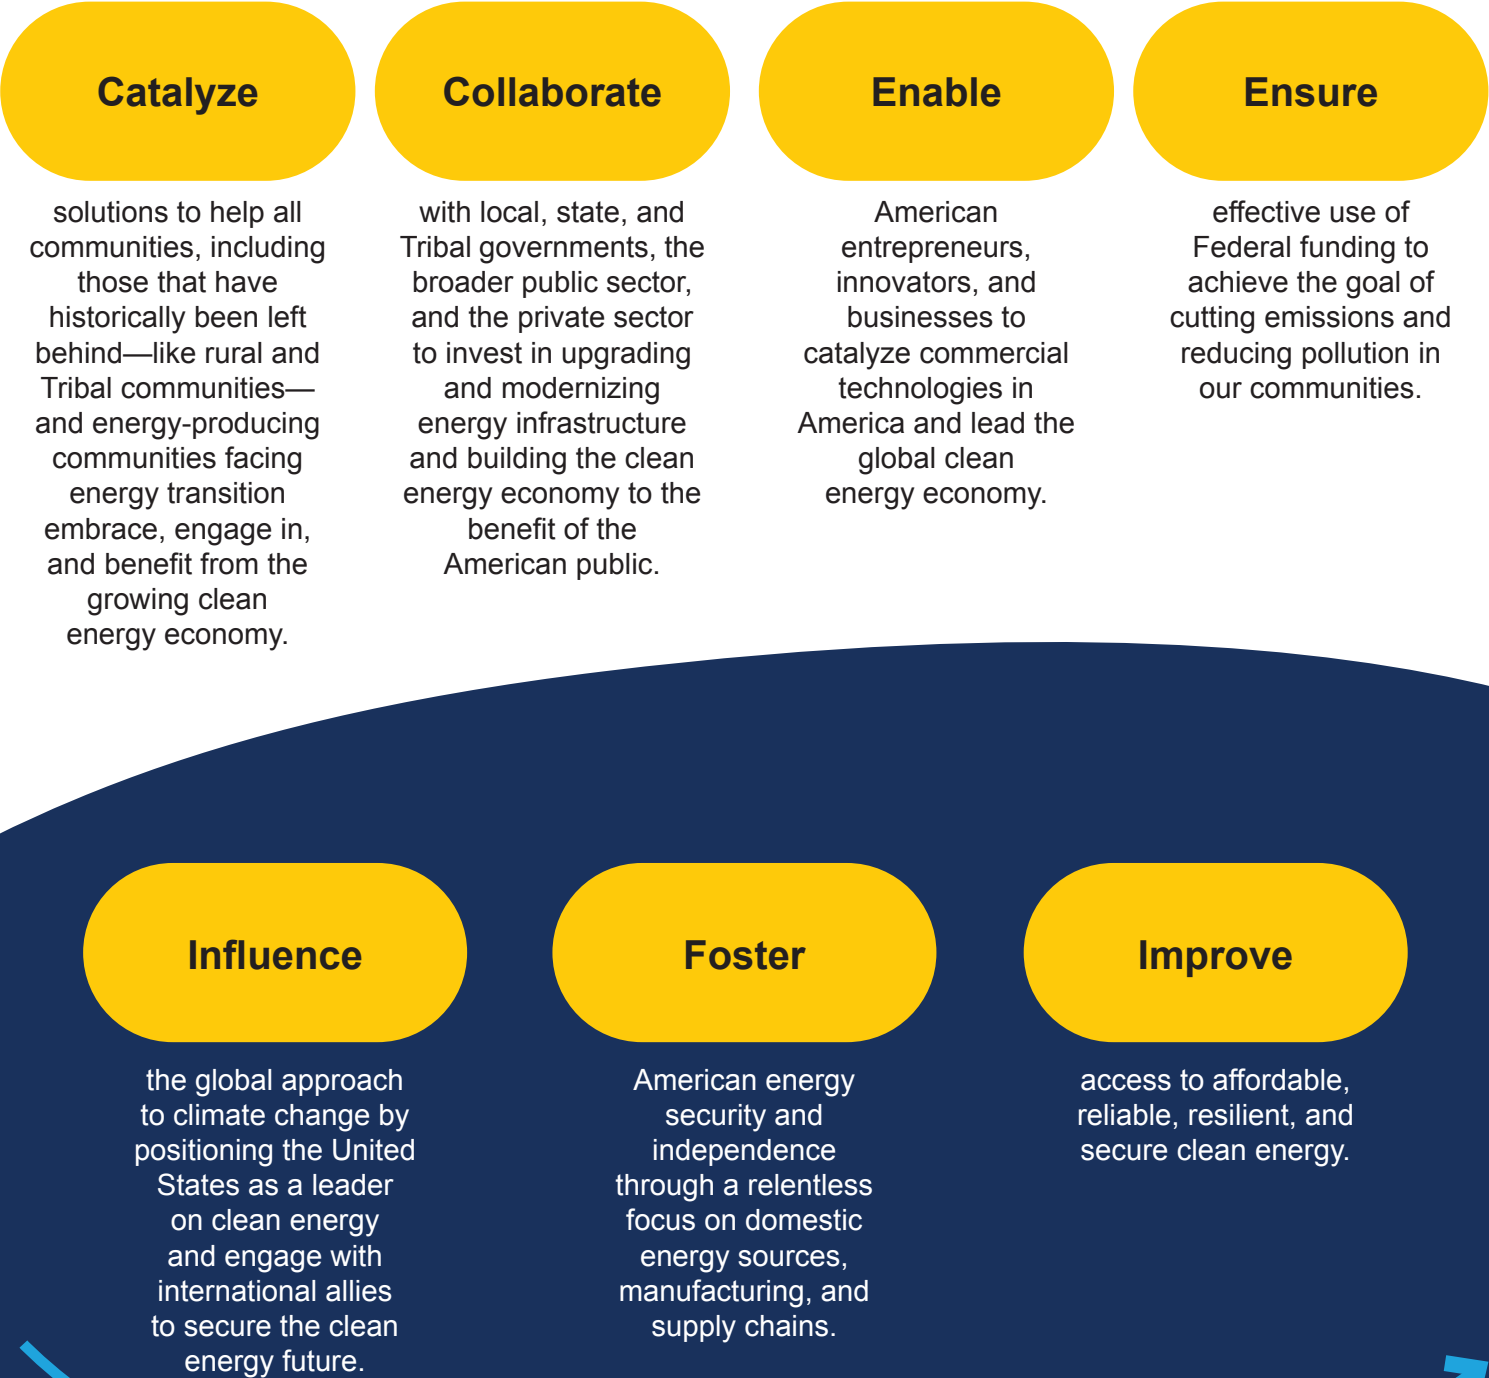 Catalyze
solutions to help all
communities, including
those that have
historically been left
behind—like rural and
Tribal communities—
and energy-producing
communities facing
energy transition
embrace, engage in,
and benefit from the
growing clean
energy economy.
Collaborate
with local, state, and
Tribal governments, the
broader public sector,
and the private sector
to invest in upgrading
and modernizing
energy infrastructure
and building the clean
energy economy to the
benefit of the
American public.
Enable
American
entrepreneurs,
innovators, and
businesses to
catalyze commercial
technologies in
America and lead the
global clean
energy economy.
Ensure
effective use of
Federal funding to
achieve the goal of
cutting emissions and
reducing pollution in
our communities.
Influence
the global approach
to climate change by
positioning the United
States as a leader
on clean energy
and engage with
international allies
to secure the clean
energy future.
Foster
American energy
security and
independence
through a relentless
focus on domestic
energy sources,
manufacturing, and
supply chains.
Improve
access to affordable,
reliable, resilient, and
secure clean energy.